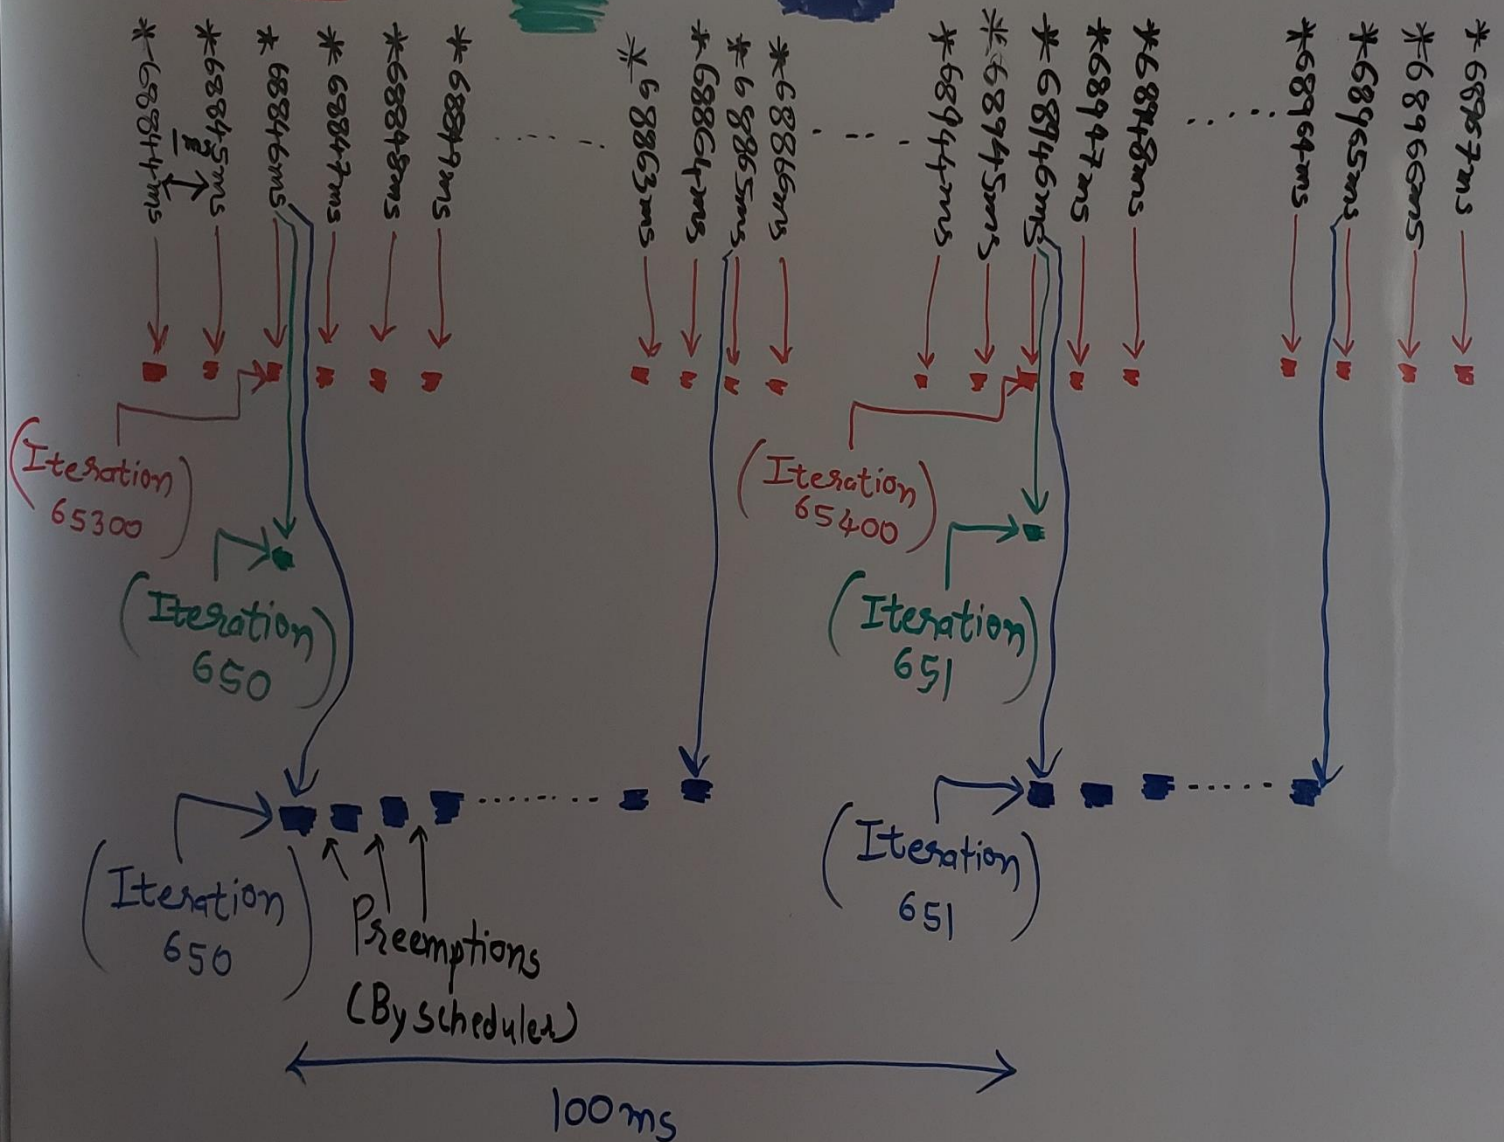 *68844ms
*68845ms
*68846ms
*68847ms
*68848ms
*68849ms
*68863ms
*68864ms
*68865ms
*68866ms
*68944ms
*68945ms
*68946ms
*68947ms
*68948ms
*68964ms
*68965ms
*68966ms
*68967ms
(Iteration
65300)
(Iteration
65400)
(Iteration
650)
(Iteration
651)
(Iteration
650)
(Iteration
651)
Preemptions
(By scheduler)
100ms